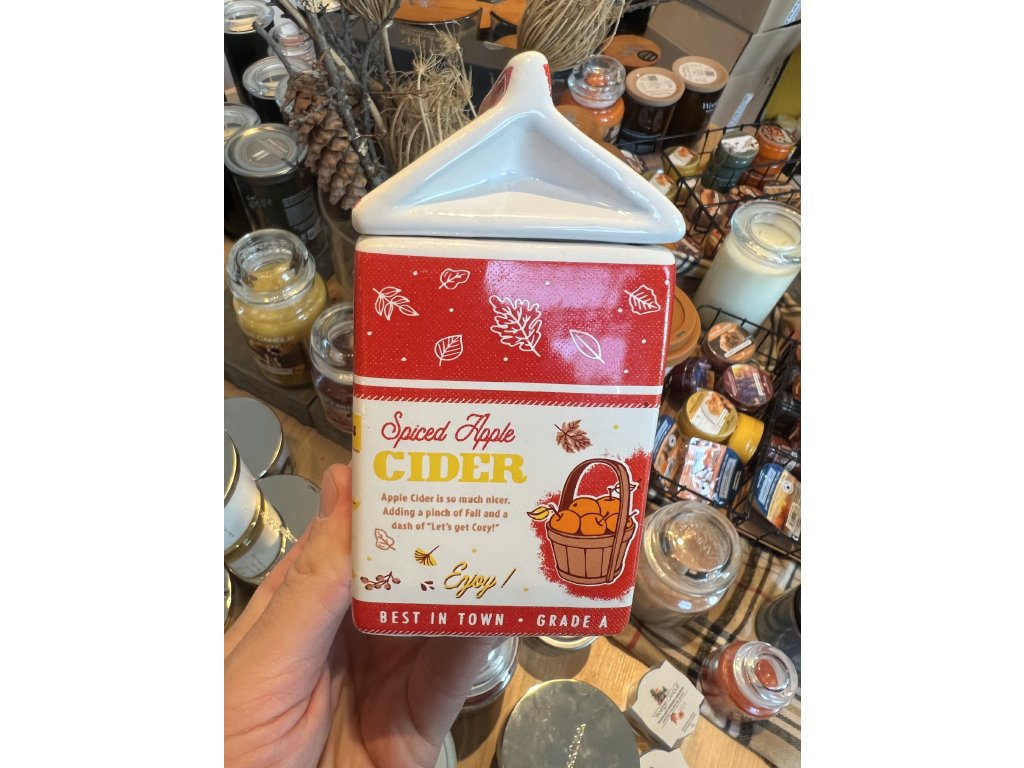 Spiced Apple
CIDER
Apple Cider is so much nicer.
Adding a pinch of Fall and a
dash of "Let's get Cozy!"
Enjoy!
BEST IN TOWN • GRADE A